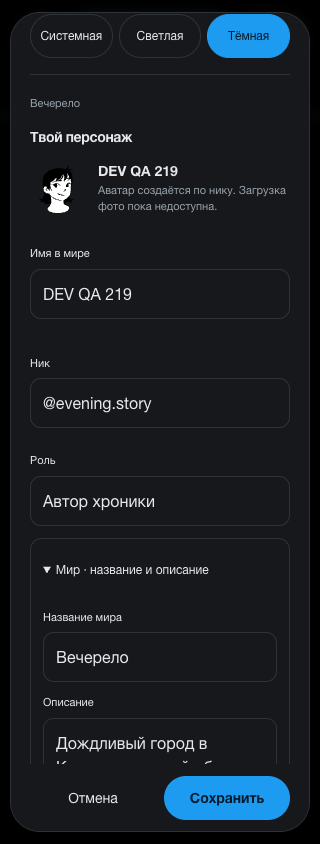 Системная
Светлая
Тёмная
Вечерело
Твой персонаж
DEV QA 219
Аватар создаётся по нику. Загрузка
фото пока недоступна.
Имя в мире
DEV QA 219
Ник
@evening.story
Роль
Автор хроники
▼ Мир · название и описание
Название мира
Вечерело
Описание
Дождливый город в
Отмена
Сохранить